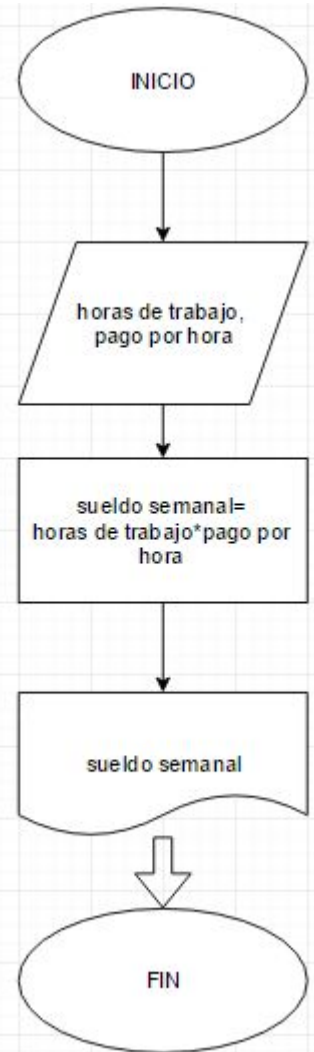 INICIO
horas de trabajo,
pago por hora
sueldo semanal=
horas de trabajo*pago por
hora
sueldo semanal
FIN